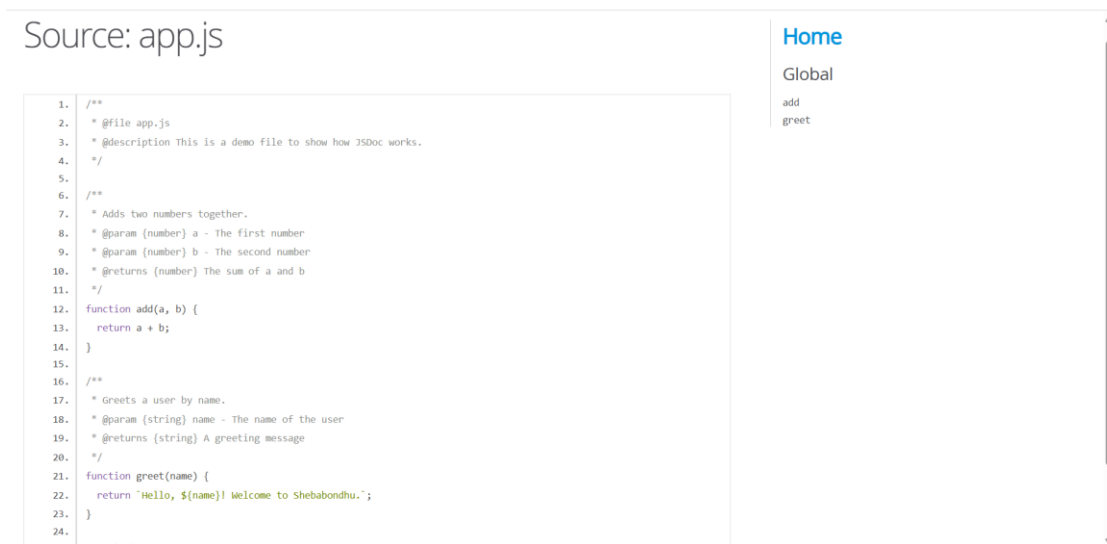 Source: app.js
1. /**
2.  * @file app.js
3.  * @description This is a demo file to show how JSDoc works.
4.  */
5.
6. /**
7.  * Adds two numbers together.
8.  * @param {number} a - The first number
9.  * @param {number} b - The second number
10.  * @returns {number} The sum of a and b
11.  */
12. function add(a, b) {
13.   return a + b;
14. }
15.
16. /**
17.  * Greets a user by name.
18.  * @param {string} name - The name of the user
19.  * @returns {string} A greeting message
20.  */
21. function greet(name) {
22.   return `Hello, ${name}! Welcome to Shebabondhu.`;
23. }
24.
Home
Global
add
greet